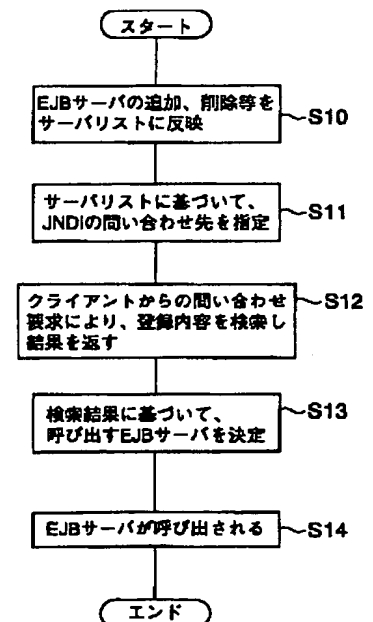 スタート
EJBサーバの追加、削除等を
サーバリストに反映
S10
サーバリストに基づいて、
JNDIの問い合わせ先を指定
S11
クライアントからの問い合わせ
要求により、登録内容を検索し
結果を返す
S12
検索結果に基づいて、
呼び出すEJBサーバを決定
S13
EJBサーバが呼び出される
S14
エンド